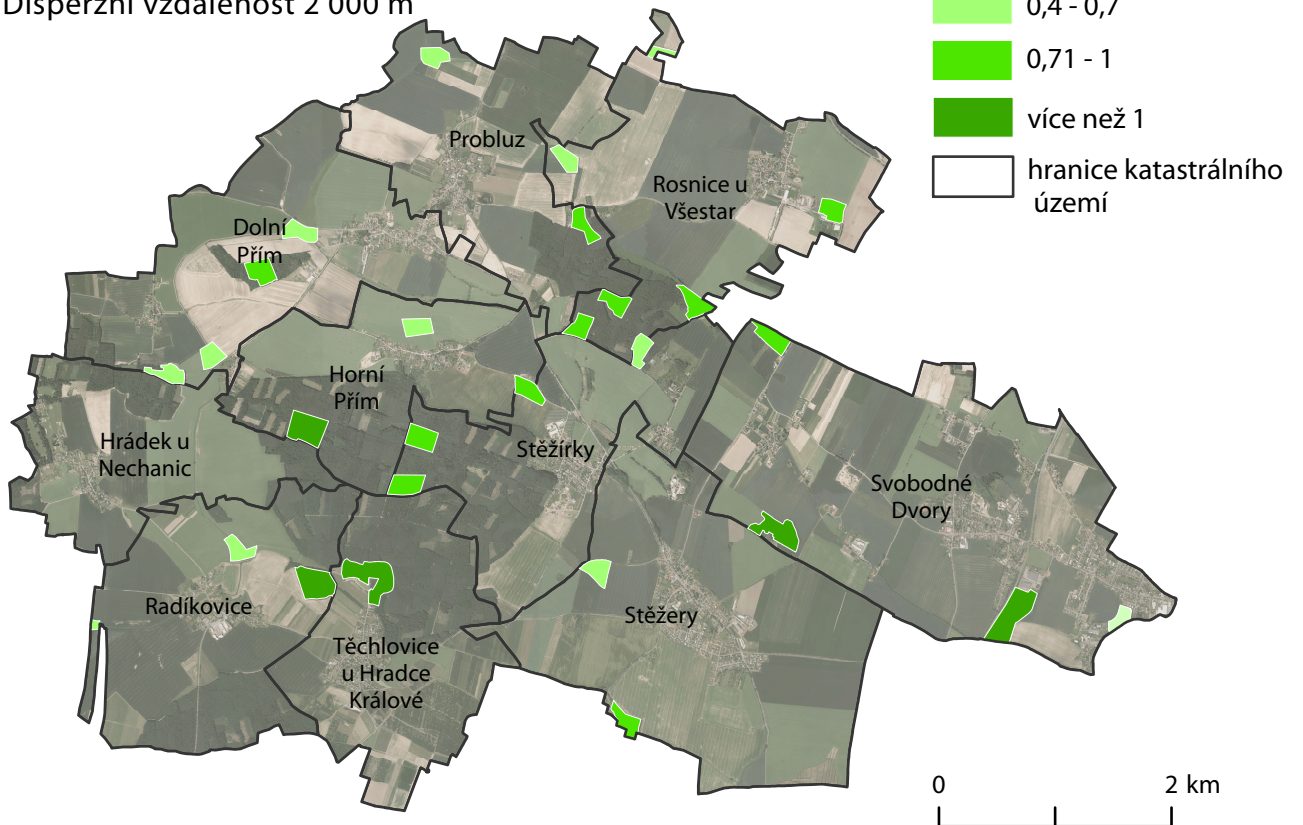 Disperzní vzdálenost 2 000 m
0,4 - 0,7
0,71 - 1
více než 1
hranice katastrálního
území
Probluz
Rosnice u
Všestar
Dolní
Přím
Horní
Přím
Hrádek u
Nechanic
Stěžírky
Svobodné
Dvory
Radíkovice
Stěžery
Těchlovice
u Hradce
Králové
0
2 km